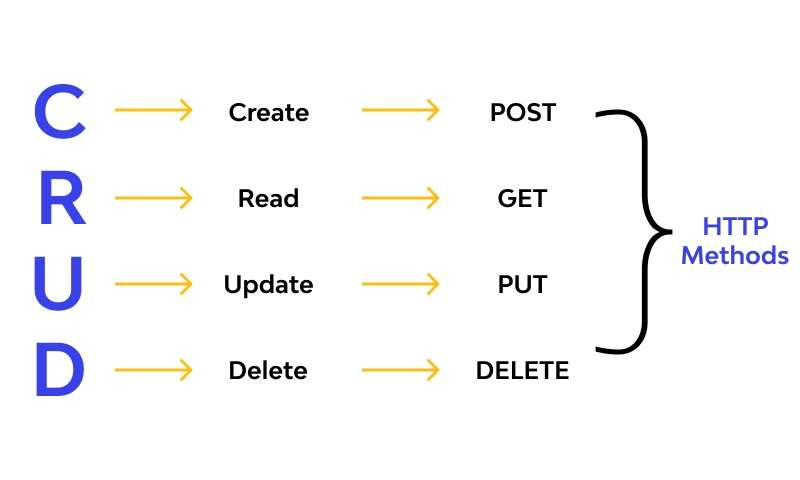 C Create POST
R Read GET
U Update PUT
D Delete DELETE
HTTP
Methods